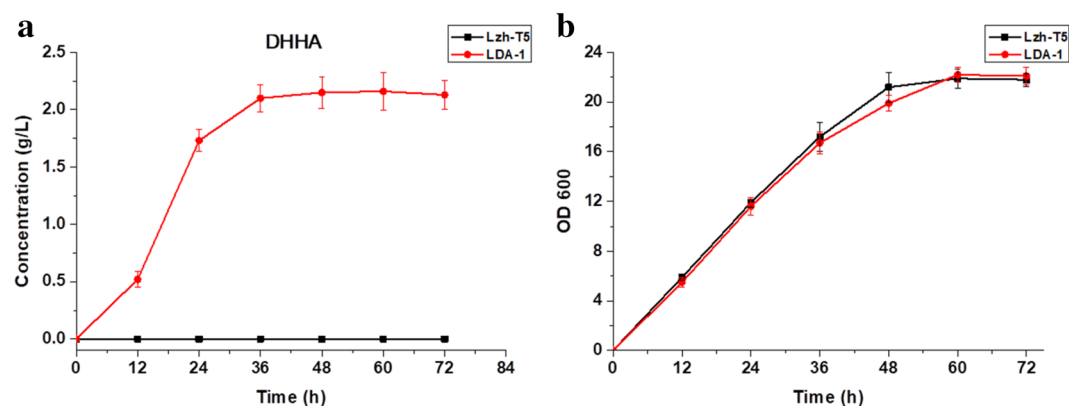 a
DHHA
Lzh-T5
LDA-1
Concentration (g/L)
2.5
2.0
1.5
1.0
0.5
0.0
0 12 24 36 48 60 72 84
Time (h)
b
Lzh-T5
LDA-1
OD 600
24
20
16
12
8
4
0
0 12 24 36 48 60 72
Time (h)